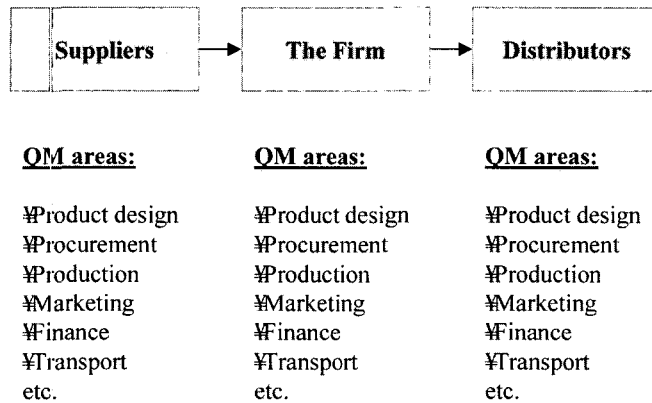 Suppliers
The Firm
Distributors
QM areas:
¥Product design
¥Procurement
¥Production
¥Marketing
¥Finance
¥Transport
etc.
QM areas:
¥Product design
¥Procurement
¥Production
¥Marketing
¥Finance
¥Transport
etc.
QM areas:
¥Product design
¥Procurement
¥Production
¥Marketing
¥Finance
¥Transport
etc.